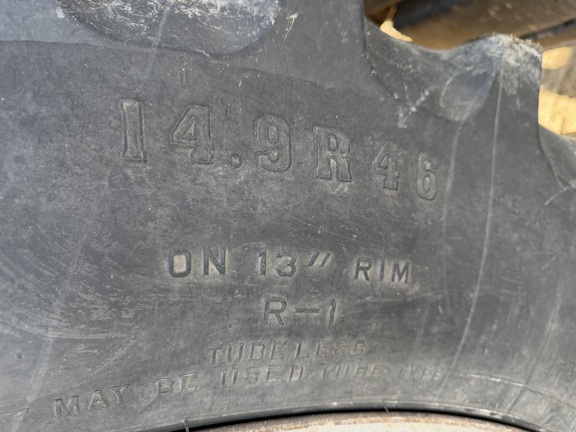 14.9R46
ON 13" RIM
R-1
TUBELESS
MAY BE USED TUBE TYPE